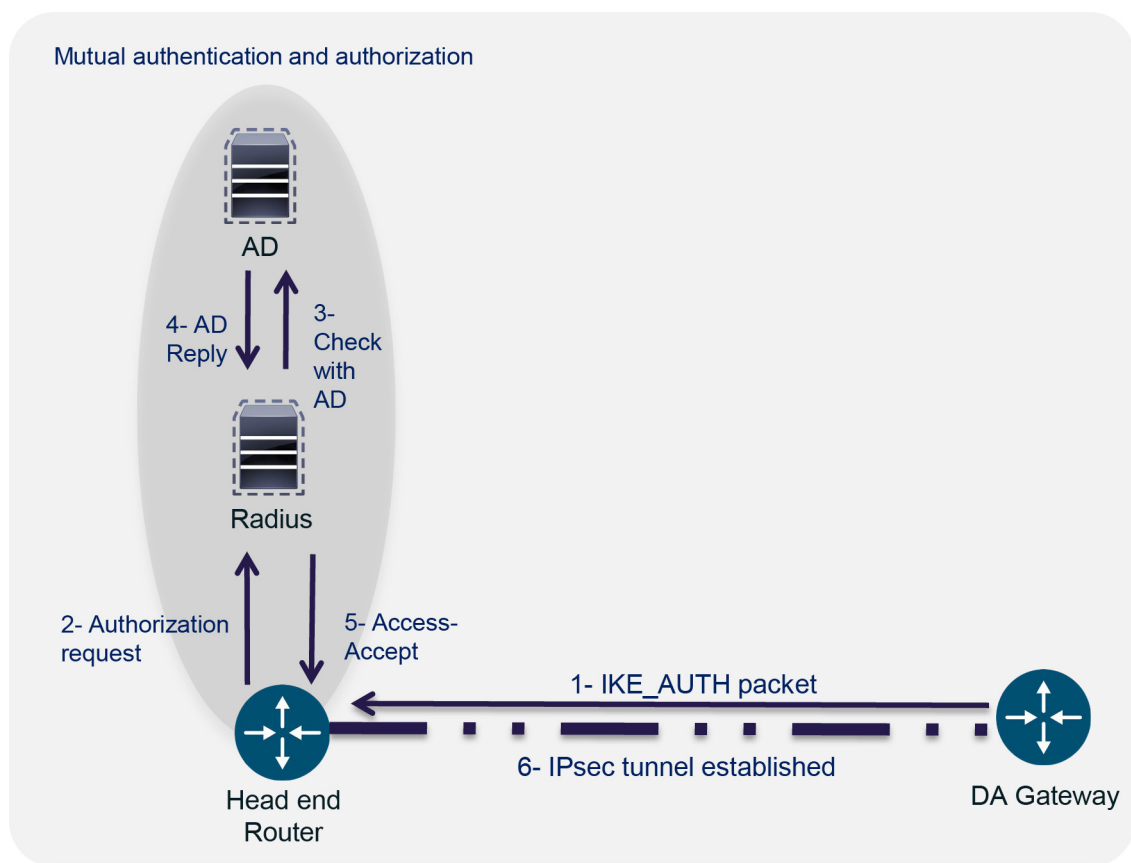 Mutual authentication and authorization
AD
4- AD
Reply
3-
Check
with
AD
Radius
2- Authorization
request
5- Access-
Accept
1- IKE_AUTH packet
6- IPsec tunnel established
Head end
Router
DA Gateway